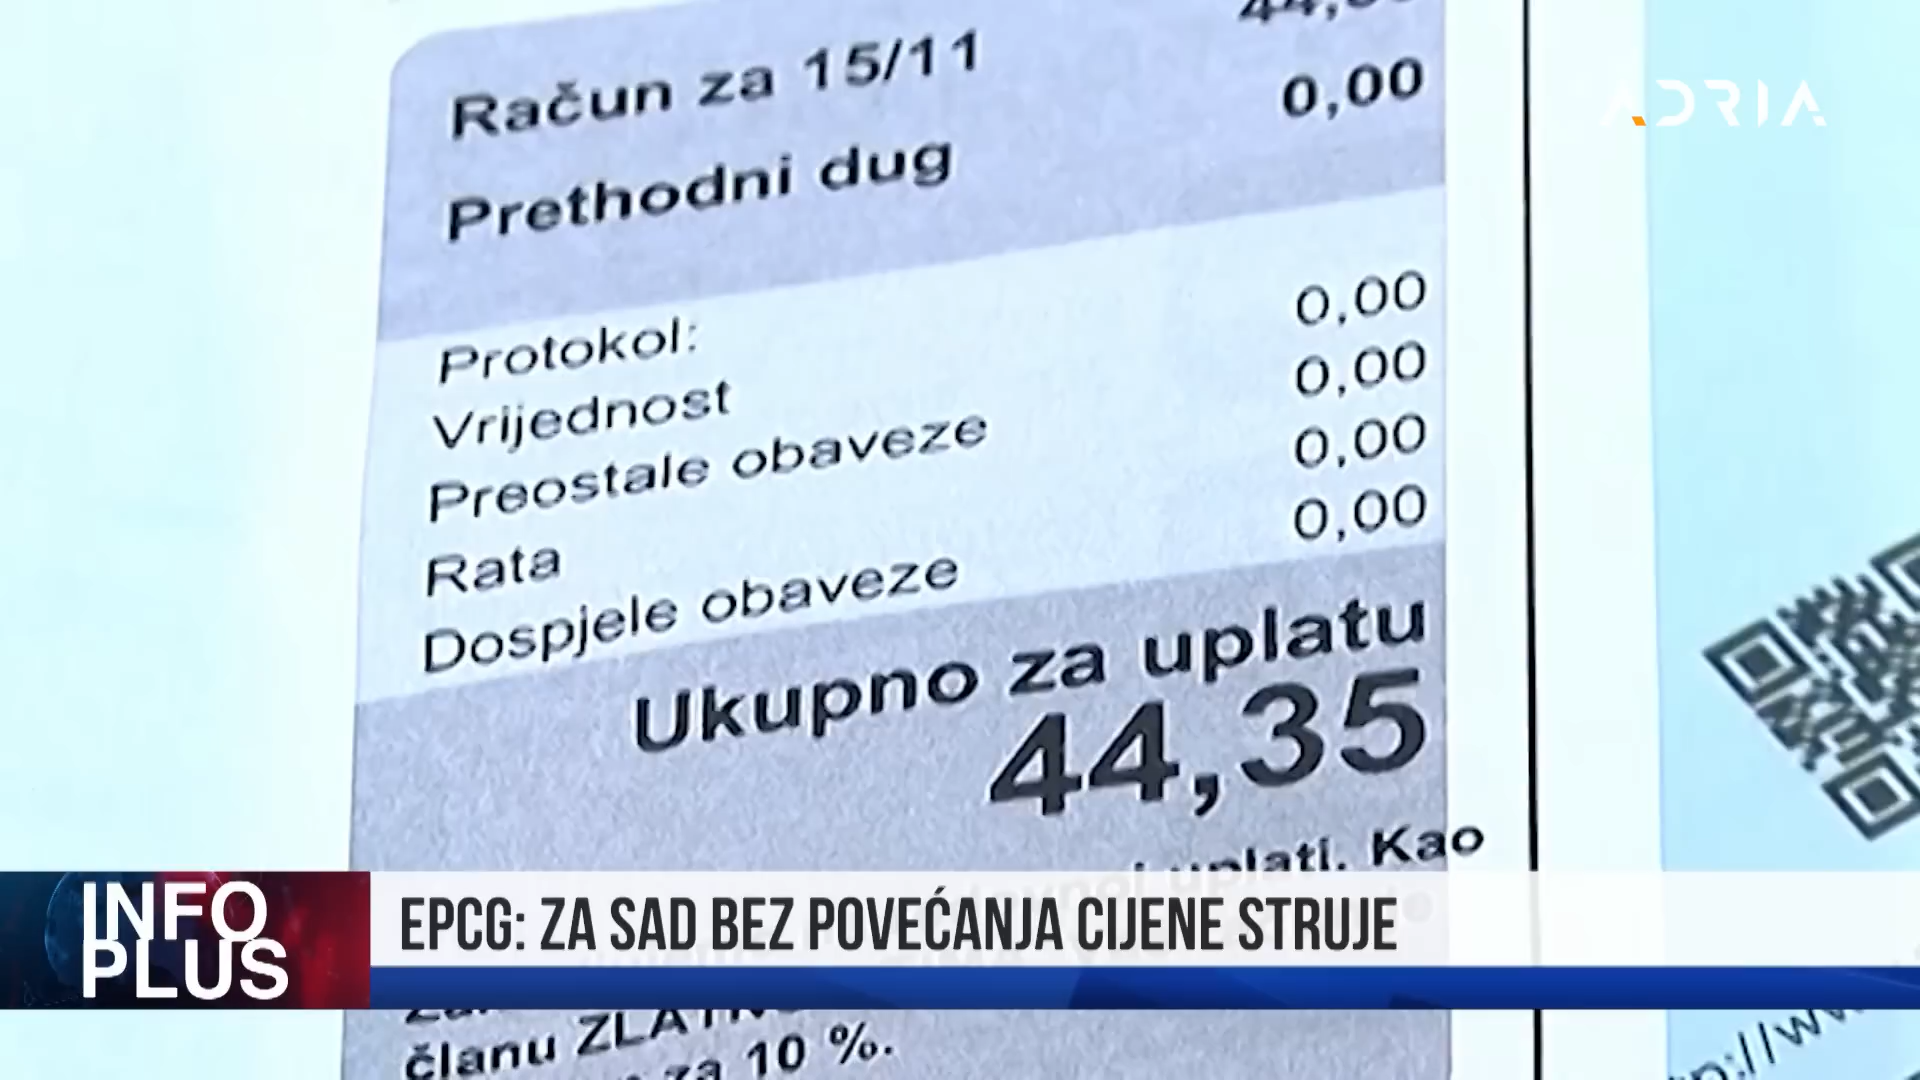 Račun za 15/11
0,00
Prethodni dug
ADRIA
Protokol: 0,00
Vrijednost 0,00
Preostale obaveze 0,00
Rata 0,00
Dospjele obaveze
Ukupno za uplatu
44,35
uplati. Kao
INFO
PLUS
EPCG: ZA SAD BEZ POVEĆANJA CIJENE STRUJE
članu
za 10 %.